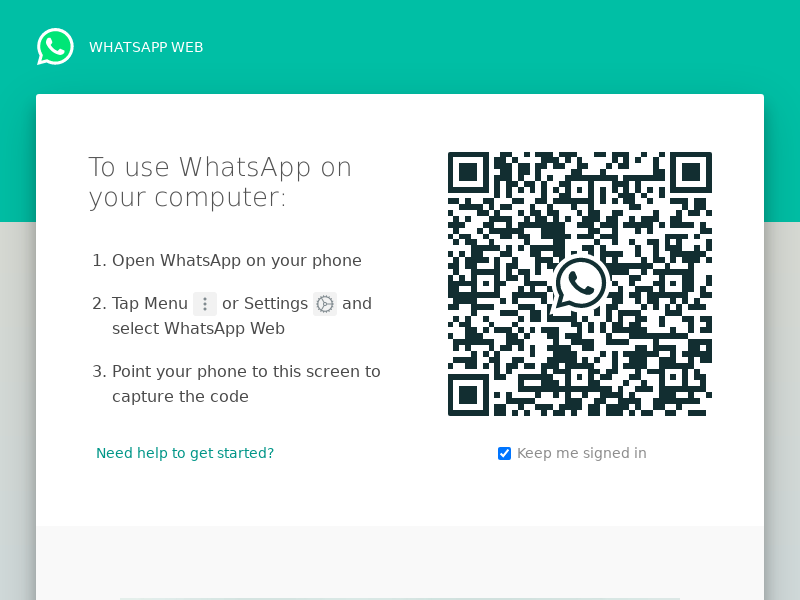 WHATSAPP WEB
To use WhatsApp on
your computer:
1. Open WhatsApp on your phone
2. Tap Menu or Settings and
select WhatsApp Web
3. Point your phone to this screen to
capture the code
Need help to get started?
Keep me signed in